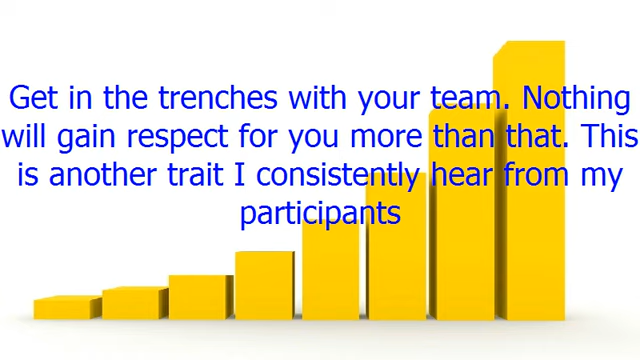 Get in the trenches with your team. Nothing
will gain respect for you more than that. This
is another trait I consistently hear from my
participants